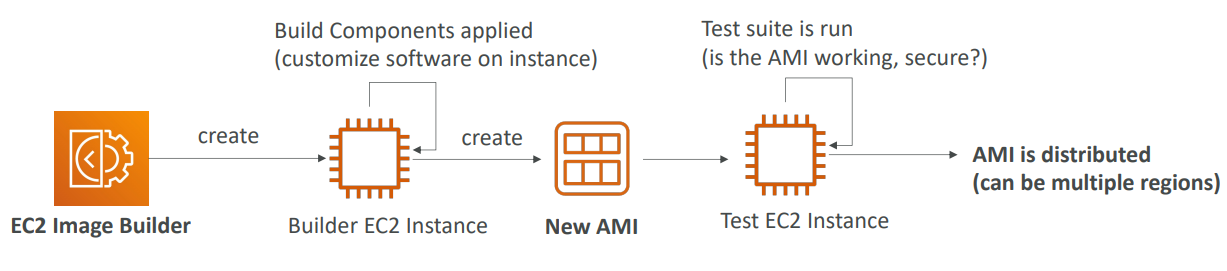 Build Components applied
(customize software on instance)
Test suite is run
(is the AMI working, secure?)
create
create
AMI is distributed
(can be multiple regions)
EC2 Image Builder
Builder EC2 Instance
New AMI
Test EC2 Instance